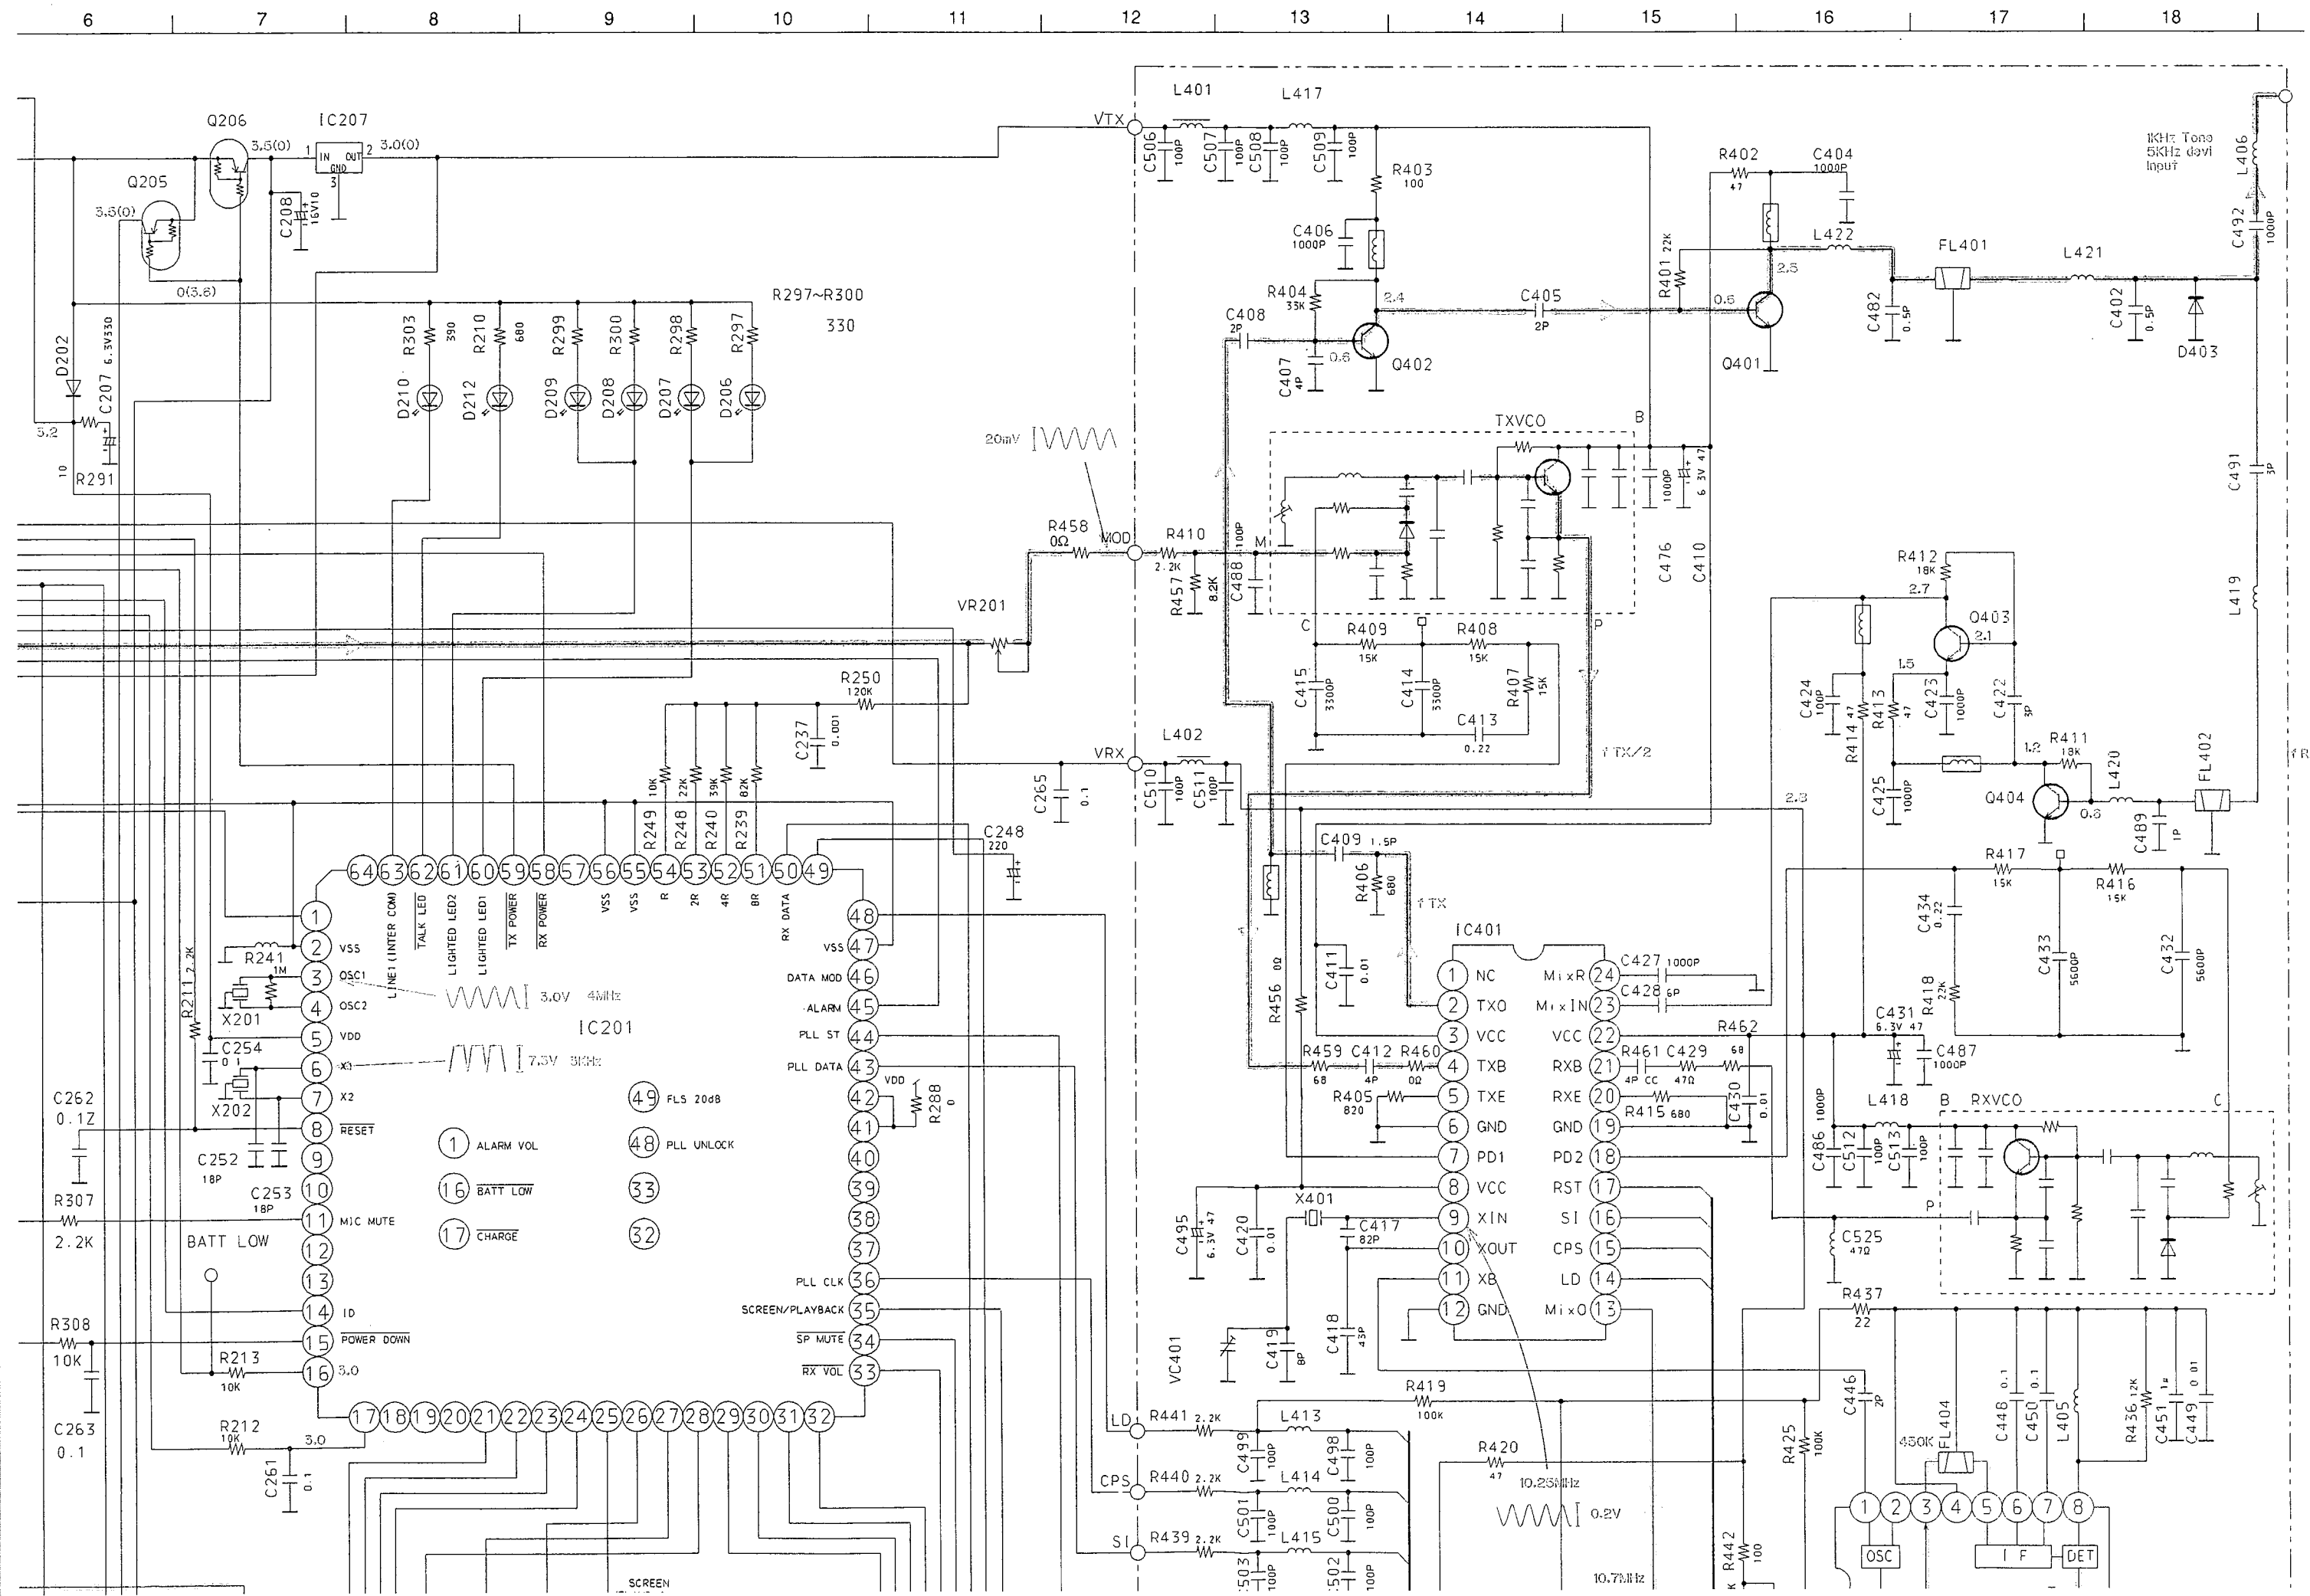 6 7 8 9 10 11 12 13 14 15 16 17 18
L401 L417
Q206 IC207 VTX
3.5(0) 1 IN OUT 2 3.0(0)
GND
3
C506 100P C507 100P C508 100P C509 100P
R403
100
R402
47
C404
1000P
1KHz Tone
5KHz devi
Input
L406
Q205
3.5(0)
C208 16V10
C406
1000P
R401 22K
L422
FL401
L421
C492 1000P
0(3.6)
R297~R300
330
R404
33K
2.4
C405
2P
0.6
2.5
C482 0.5P
C402 0.5P
D403
C408
2P
C407 4P
0.6
Q402
Q401
D202
C207 6.3V330
R303 390
R210 680
R299
R300
R298
R297
D210
D212
D209
D208
D207
D206
3.2
10
R291
20mV
TXVCO
B
1000P
6.3V 47
C476
C410
C491 3P
R458
0Ω
MOD
R410
2.2K
R457 8.2K
C488 100P
M
VR201
C
P
R409
15K
R408
15K
C415 3300P
C414 3300P
R407 15K
C413
0.22
R412
18K
2.7
Q403
2.1
1.5
L419
R250
120K
C237 0.001
VRX
L402
f TX/2
C424 100P
R414 47
R413 47
C423 1000P
C422 3P
1.2
R411
18K
L420
FL402
f R
C265 0.1
C510 100P
C511 100P
2.3
C425 1000P
Q404
0.6
C489 1P
R249 10K
R248 22K
R240 39K
R239 82K
C248
220
C409 1.5P
R406 680
f TX
R417
15K
R416
15K
64 63 62 61 60 59 58 57 56 55 54 53 52 51 50 49
LINE1(INTER COM)
TALK LED
LIGHTED LED2
LIGHTED LED1
TX POWER
RX POWER
VSS
VSS
R
2R
4R
8R
RX DATA
1
2 VSS
3 OSC1
4 OSC2
5 VDD
6 X1
7 X2
8 RESET
9
10
11 MIC MUTE
12
13
14 ID
15 POWER DOWN
16 3.0
R241
1M
X201
R211 2.2K
C254
0.1
X202
C252
18P
C253
18P
3.0V 4MHz
IC201
7.3V 3KHz
49 FLS 20dB
1 ALARM VOL
48 PLL UNLOCK
16 BATT LOW
33
17 CHARGE
32
48
VSS 47
DATA MOD 46
ALARM 45
PLL ST 44
PLL DATA 43
VDD
42
R288 0
41
40
39
38
37
PLL CLK 36
SCREEN/PLAYBACK 35
SP MUTE 34
RX VOL 33
17 18 19 20 21 22 23 24 25 26 27 28 29 30 31 32
C262
0.1Z
R307
2.2K
BATT LOW
R308
10K
R213
10K
R212
10K
3.0
C263
0.1
C261 0.1
SCREEN
IC401
1 NC
2 TXO
3 VCC
4 TXB
5 TXE
6 GND
7 PD1
8 VCC
9 XIN
10 XOUT
11 XB
12 GND
MixR 24
MixIN 23
VCC 22
RXB 21
RXE 20
GND 19
PD2 18
RST 17
SI 16
CPS 15
LD 14
MixO 13
C411 0.01
R456 0Ω
R459
68
C412
4P
R460
0Ω
R405
820
C427 1000P
C428 6P
R462
68
R461
4P CC
C429
47Ω
R415 680
C430 0.01
C434 0.22
R418 22K
C433 5600P
C432 5600P
C431
6.3V 47
C487
1000P
C486 1000P
L418
B RXVCO C
C512 100P
C513 100P
P
C525
47Ω
X401
C417
82P
C495 6.3V 47
C420 0.01
VC401
C419 8P
C418 43P
R437
22
LD
R441 2.2K
L413
R419
100K
C499 100P
C498 100P
R420
47
R425 100K
C446 2P
450K
FL404
C448 0.1
C450 0.1
L405
R436 12K
C451 1μ
C449 0.01
CPS
R440 2.2K
L414
C501 100P
C500 100P
10.25MHz
0.2V
SI
R439 2.2K
L415
C503 100P
C502 100P
10.7MHz
R442 100
1 2 3 4 5 6 7 8
OSC
I F
DET